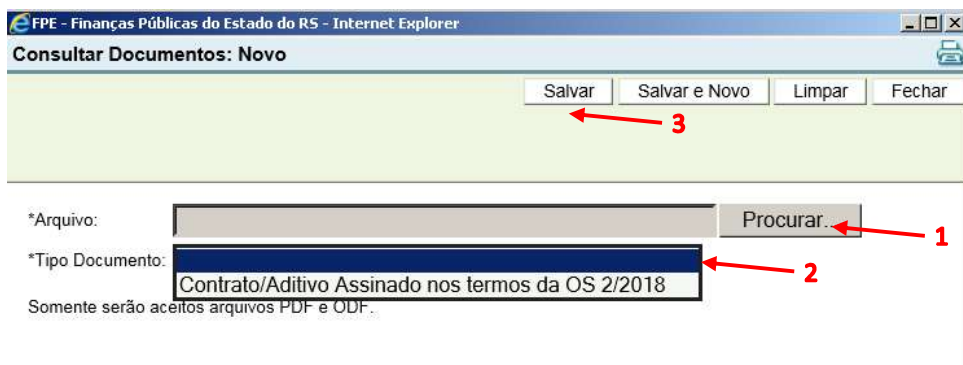 FPE - Finanças Públicas do Estado do RS - Internet Explorer
Consultar Documentos: Novo
Salvar Salvar e Novo Limpar Fechar
3
*Arquivo: Procurar...
1
*Tipo Documento:
2
Contrato/Aditivo Assinado nos termos da OS 2/2018
Somente serão aceitos arquivos PDF e ODF.